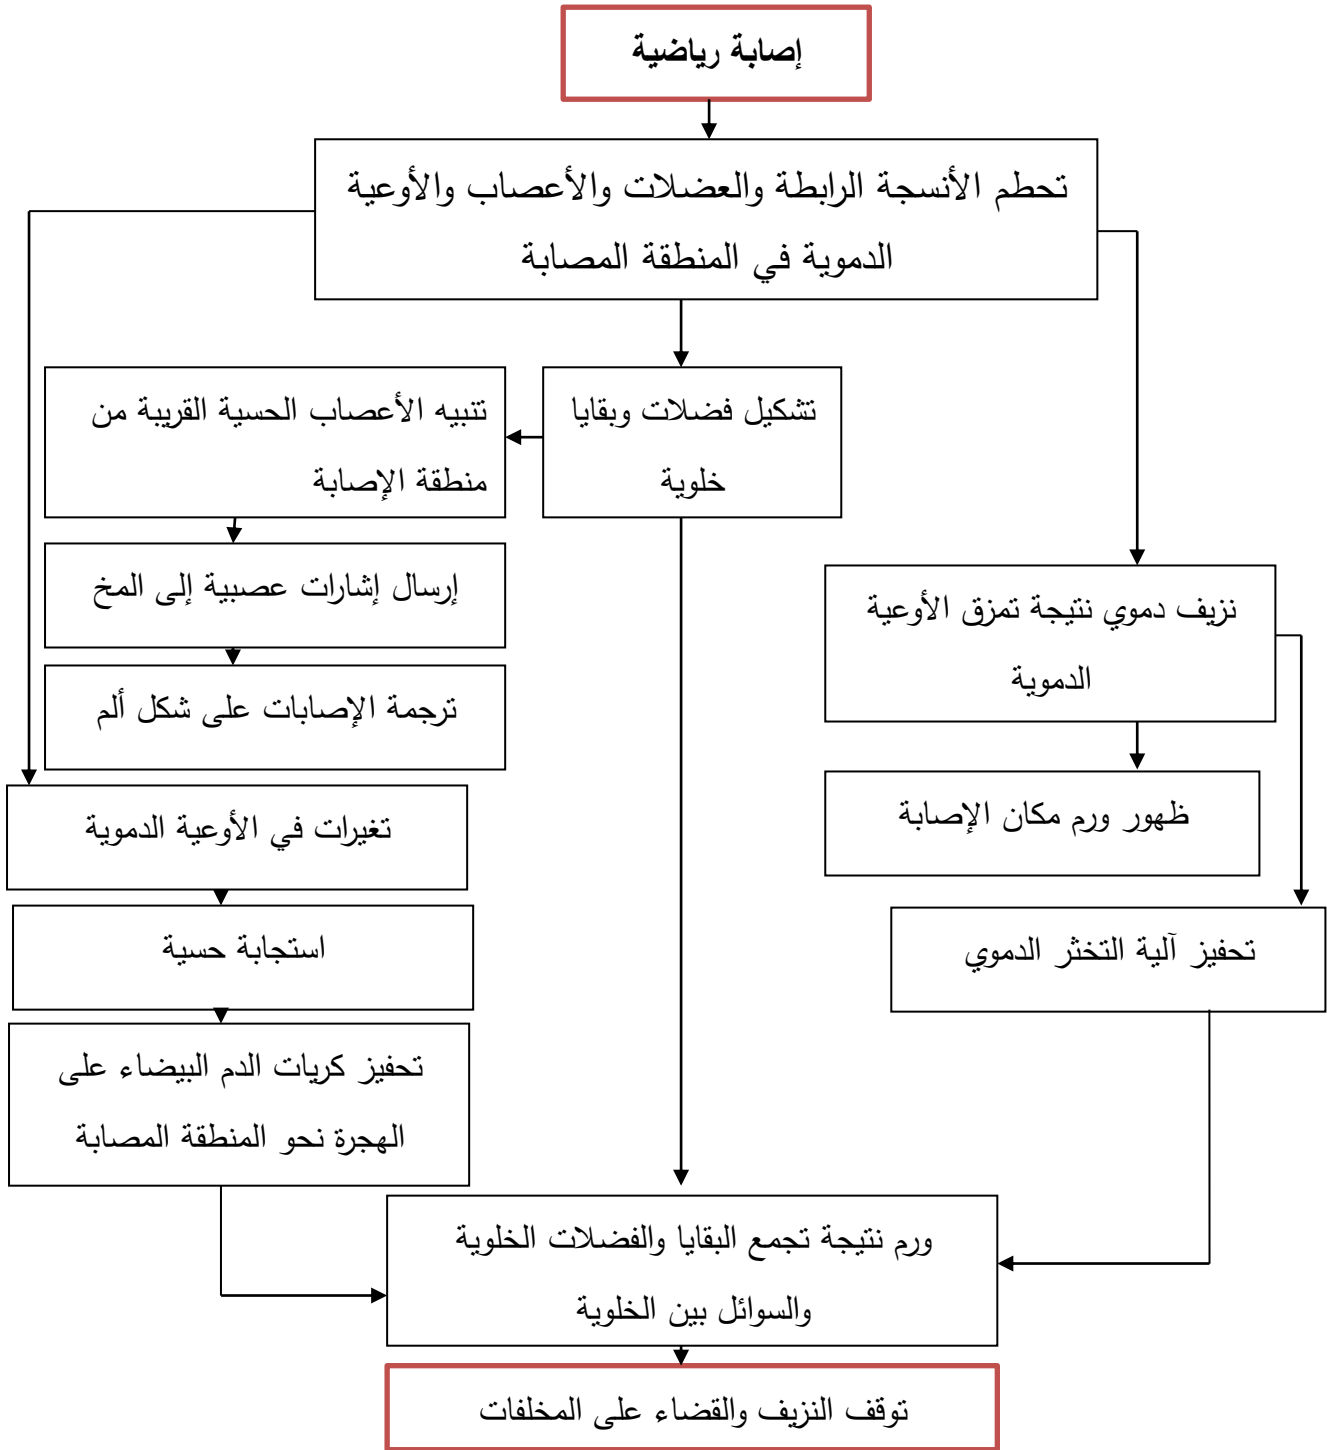 إصابة رياضية
تحطم الأنسجة الرابطة والعضلات والأعصاب والأوعية
الدموية في المنطقة المصابة
تشكيل فضلات وبقايا
خلوية
تنبيه الأعصاب الحسية القريبة من
منطقة الإصابة
إرسال إشارات عصبية إلى المخ
ترجمة الإصابات على شكل ألم
نزيف دموي نتيجة تمزق الأوعية
الدموية
ظهور ورم مكان الإصابة
تحفيز آلية التخثر الدموي
تغيرات في الأوعية الدموية
استجابة حسية
تحفيز كريات الدم البيضاء على
الهجرة نحو المنطقة المصابة
ورم نتيجة تجمع البقايا والفضلات الخلوية
والسوائل بين الخلوية
توقف النزيف والقضاء على المخلفات